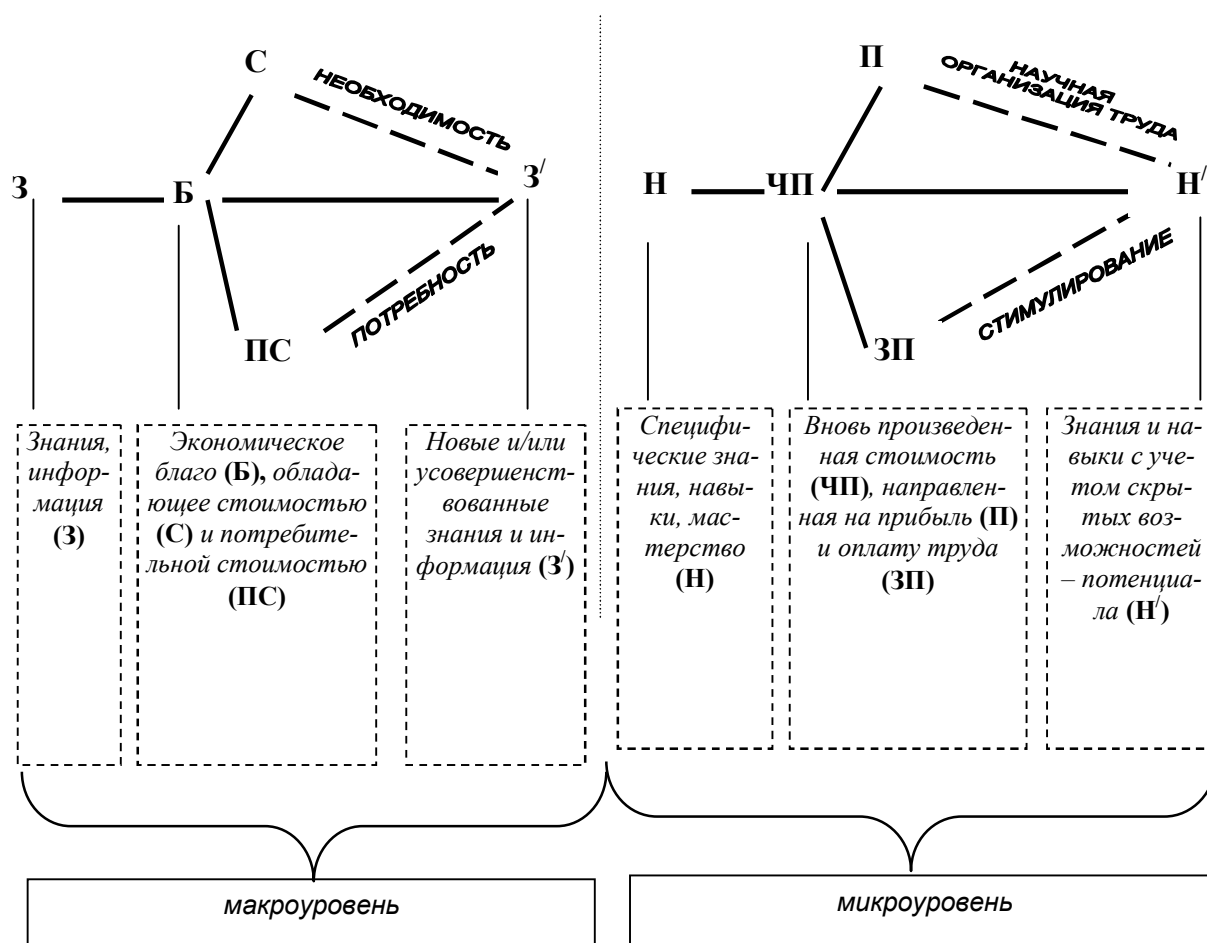 С
НЕОБХОДИМОСТЬ
З
Б
З/
ПОТРЕБНОСТЬ
ПС
П
НАУЧНАЯ
ОРГАНИЗАЦИЯ ТРУДА
Н
ЧП
Н/
СТИМУЛИРОВАНИЕ
ЗП
Знания,
инфор-
мация
(З)
Экономическое
благо (Б), облада-
ющее стоимостью
(С) и потребите-
льной стоимостью
(ПС)
Новые и/или
усовершенст-
вованные
знания и ин-
формация (З/)
Специфи-
ческие зна-
ния, навы-
ки, мас-
терство
(Н)
Вновь произведен-
ная стоимость
(ЧП), направлен-
ная на прибыль (П)
и оплату труда
(ЗП)
Знания и на-
выки с уче-
том скры-
тых воз-
можностей
– потенциа-
ла (Н/)
макроуровень
микроуровень